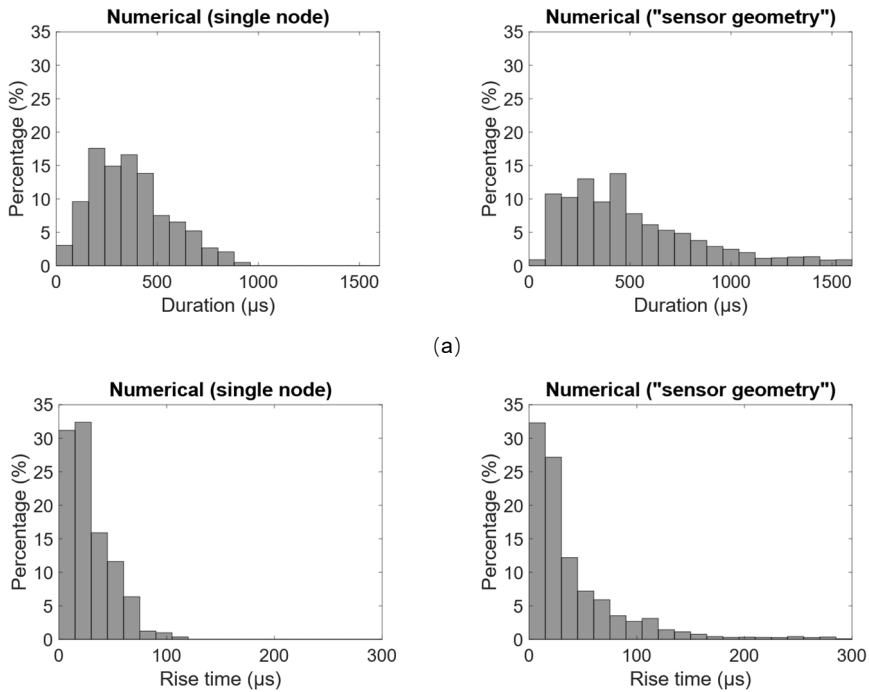 Numerical (single node)
35
30
25
20
15
10
5
0
Percentage (%)
0 500 1000 1500
Duration (μs)
Numerical ("sensor geometry")
35
30
25
20
15
10
5
0
Percentage (%)
0 500 1000 1500
Duration (μs)
(a)
Numerical (single node)
35
30
25
20
15
10
5
0
Percentage (%)
0 100 200 300
Rise time (μs)
Numerical ("sensor geometry")
35
30
25
20
15
10
5
0
Percentage (%)
0 100 200 300
Rise time (μs)